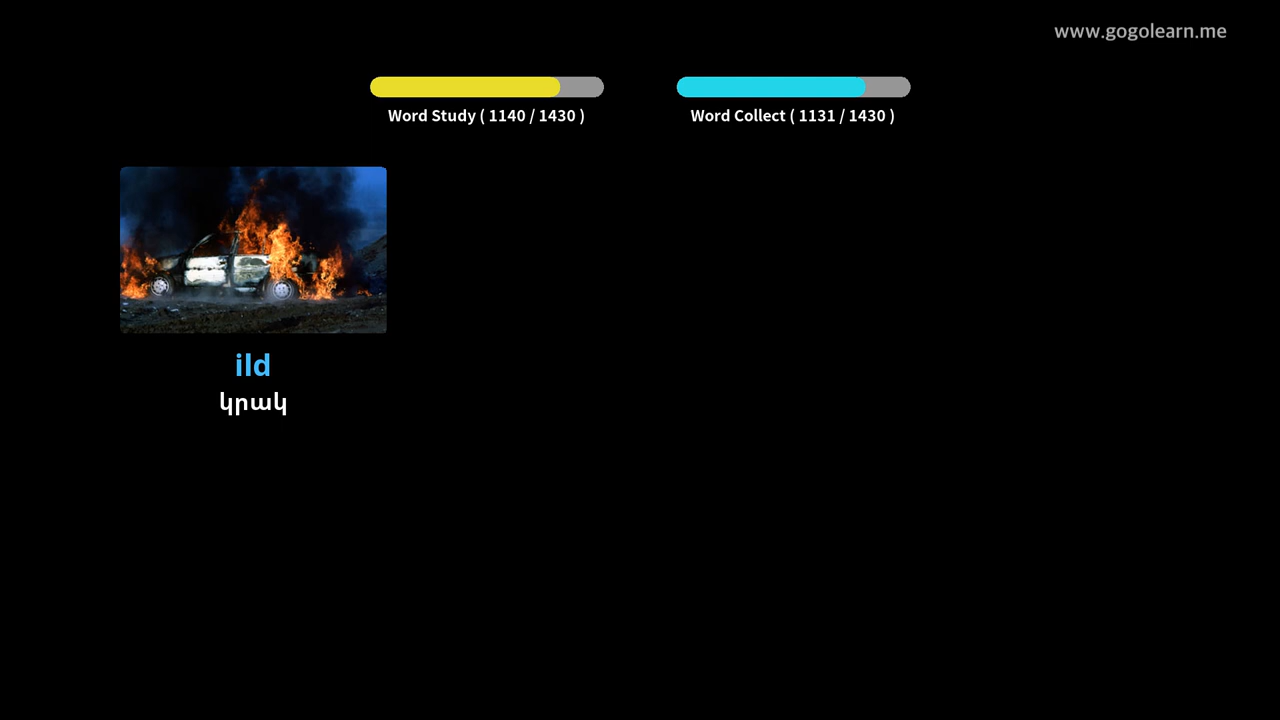 www.gogolearn.me
Word Study ( 1140 / 1430 )
Word Collect ( 1131 / 1430 )
ild
կրակ